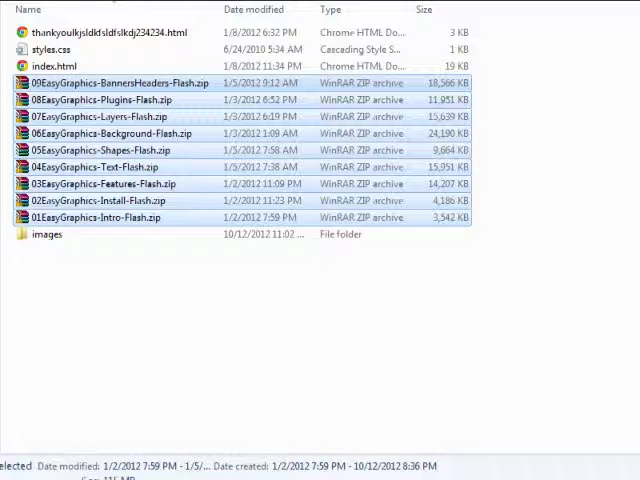 Name Date modified Type Size
thankyoulkjsldkfsldfslkdj234234.html 1/8/2012 6:32 PM Chrome HTML Do... 3 KB
styles.css 6/24/2010 5:34 AM Cascading Style S... 1 KB
index.html 1/8/2012 11:34 PM Chrome HTML Do... 19 KB
09EasyGraphics-BannersHeaders-Flash.zip 1/5/2012 9:12 AM WinRAR ZIP archive 18,566 KB
08EasyGraphics-Plugins-Flash.zip 1/3/2012 6:52 PM WinRAR ZIP archive 11,951 KB
07EasyGraphics-Layers-Flash.zip 1/3/2012 6:19 PM WinRAR ZIP archive 15,639 KB
06EasyGraphics-Background-Flash.zip 1/3/2012 1:09 AM WinRAR ZIP archive 24,190 KB
05EasyGraphics-Shapes-Flash.zip 1/5/2012 7:58 AM WinRAR ZIP archive 9,664 KB
04EasyGraphics-Text-Flash.zip 1/5/2012 7:38 AM WinRAR ZIP archive 15,951 KB
03EasyGraphics-Features-Flash.zip 1/2/2012 11:09 PM WinRAR ZIP archive 14,207 KB
02EasyGraphics-Install-Flash.zip 1/2/2012 11:23 PM WinRAR ZIP archive 4,186 KB
01EasyGraphics-Intro-Flash.zip 1/2/2012 7:59 PM WinRAR ZIP archive 3,542 KB
images 10/12/2012 11:02 ... File folder
elected Date modified: 1/2/2012 7:59 PM - 1/5/... Date created: 1/2/2012 7:59 PM - 10/12/2012 8:36 PM